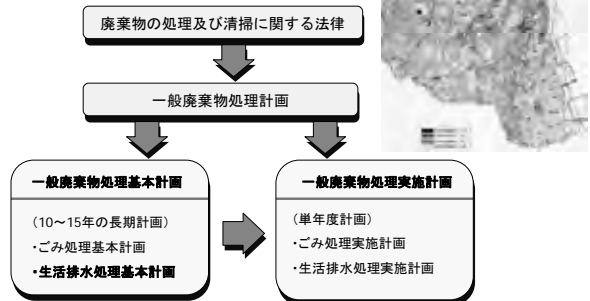 廃棄物の処理及び清掃に関する法律
一般廃棄物処理計画
一般廃棄物処理基本計画
(10～15年の長期計画)
・ごみ処理基本計画
・生活排水処理基本計画
一般廃棄物処理実施計画
(単年度計画)
・ごみ処理実施計画
・生活排水処理実施計画